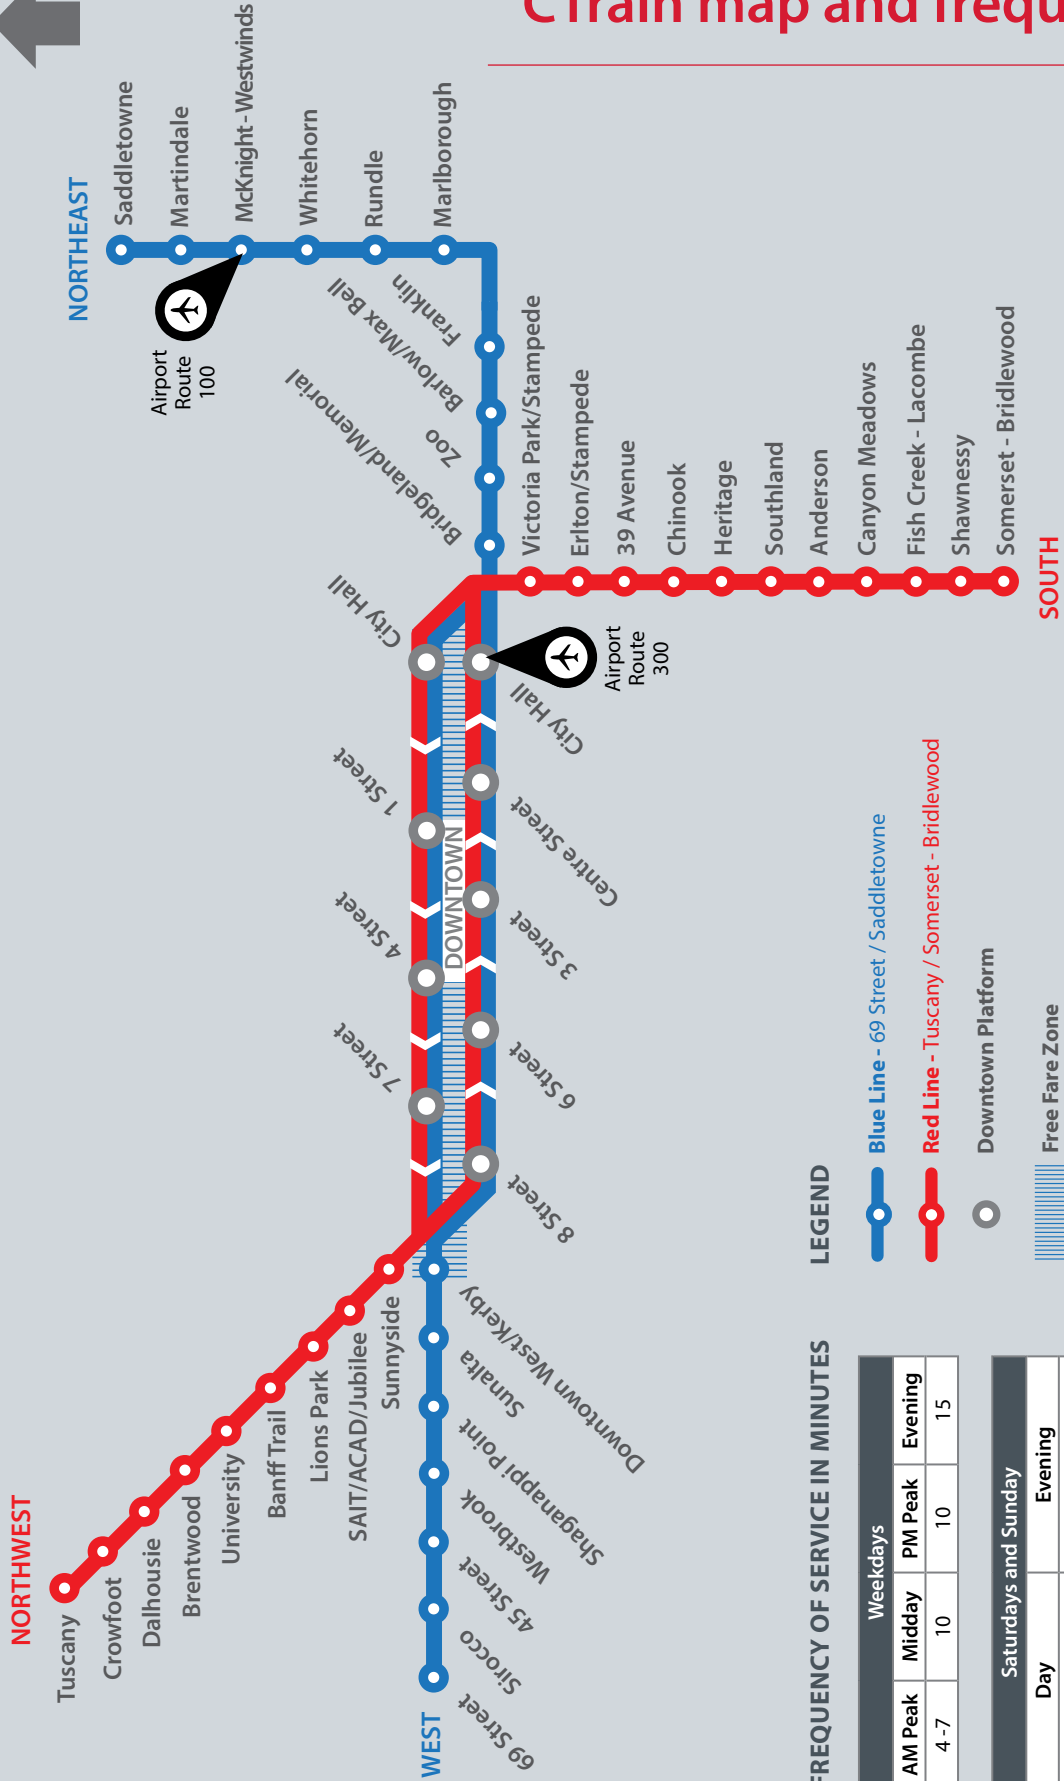 CTrain map and frequ
NORTHWEST
Tuscany
Crowfoot
Dalhousie
Brentwood
University
Banff Trail
Lions Park
SAIT/ACAD/Jubilee
Sunnyside
WEST
69 Street
Sirocco
45 Street
Westbrook
Shaganappi Point
Sunalta
Downtown West/Kerby
7 Street
4 Street
1 Street
City Hall
DOWNTOWN
8 Street
6 Street
3 Street
Centre Street
City Hall
Airport
Route
300
Bridgeland/Memorial
Zoo
Barlow/Max Bell
Franklin
NORTHEAST
Saddletowne
Martindale
McKnight - Westwinds
Whitehorn
Rundle
Marlborough
Airport
Route
100
Victoria Park/Stampede
Erlton/Stampede
39 Avenue
Chinook
Heritage
Southland
Anderson
Canyon Meadows
Fish Creek - Lacombe
Shawnessy
Somerset - Bridlewood
SOUTH
FREQUENCY OF SERVICE IN MINUTES
Weekdays
AM Peak Midday PM Peak Evening
4 - 7 10 10 15
Saturdays and Sunday
Day Evening
LEGEND
Blue Line - 69 Street / Saddletowne
Red Line - Tuscany / Somerset - Bridlewood
Downtown Platform
Free Fare Zone